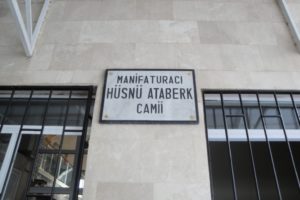 MANİFATURACI
HÜSNÜ ATABERK
CAMİİ